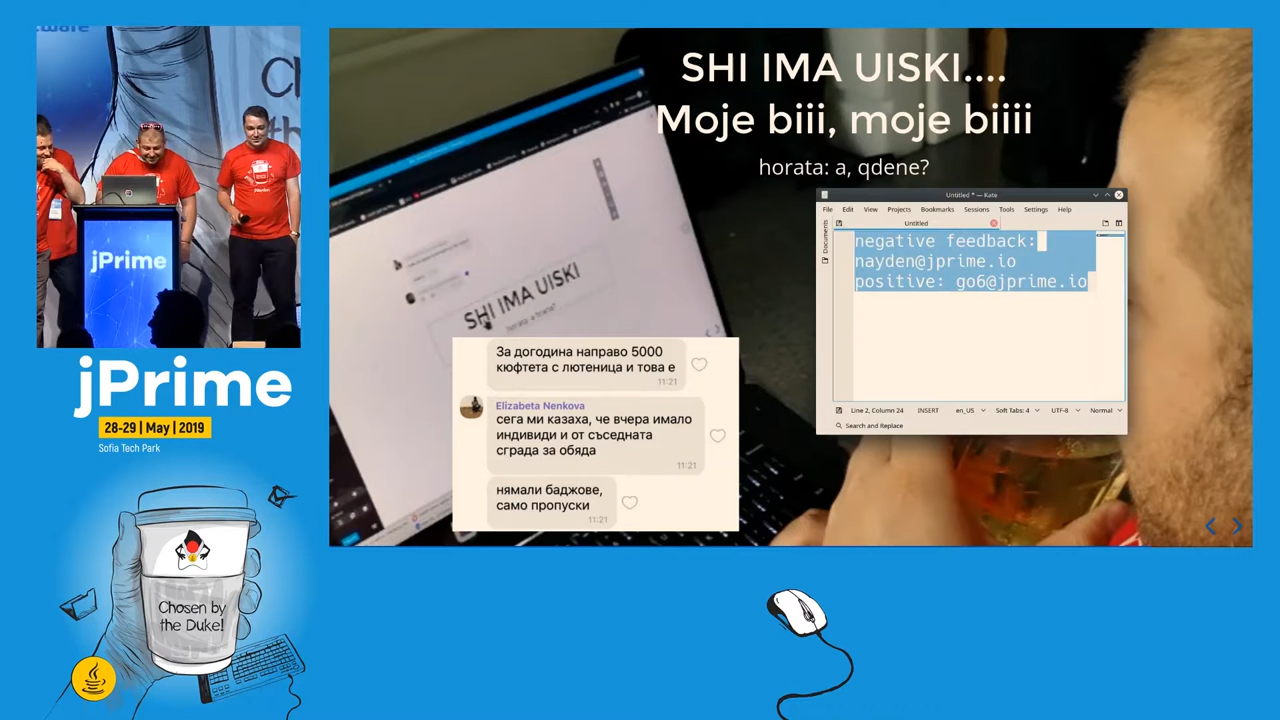 SHI IMA UISKI....
Moje biii, moje biiii
horata: a, qdene?
SHI IMA UISKI
За догодина направо 5000
кюфтета с лютеница и това е
11:21
Elizabeta Nenkova
сега ми казаха, че вчера имало
индивиди и от съседната
сграда за обяда
11:21
нямали баджове,
само пропуски
11:21
Untitled * — Kate
File Edit View Projects Bookmarks Sessions Tools Settings Help
Untitled
Documents
negative feedback:
nayden@jprime.io
positive: go6@jprime.io
Line 2, Column 24 INSERT en_US Soft Tabs: 4 UTF-8 Normal
Search and Replace
jPrime
jPrime
28-29 | May | 2019
Sofia Tech Park
Chosen by
the Duke!